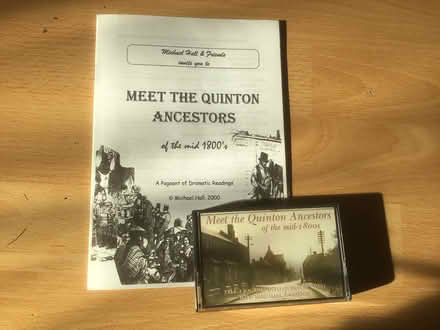 Michael Hall & Friends
invite you to
MEET THE QUINTON
ANCESTORS
of the mid 1800's
A Pageant of Dramatic Readings
© Michael Hall, 2000
Meet the Quinton Ancestors
of the mid-1800s